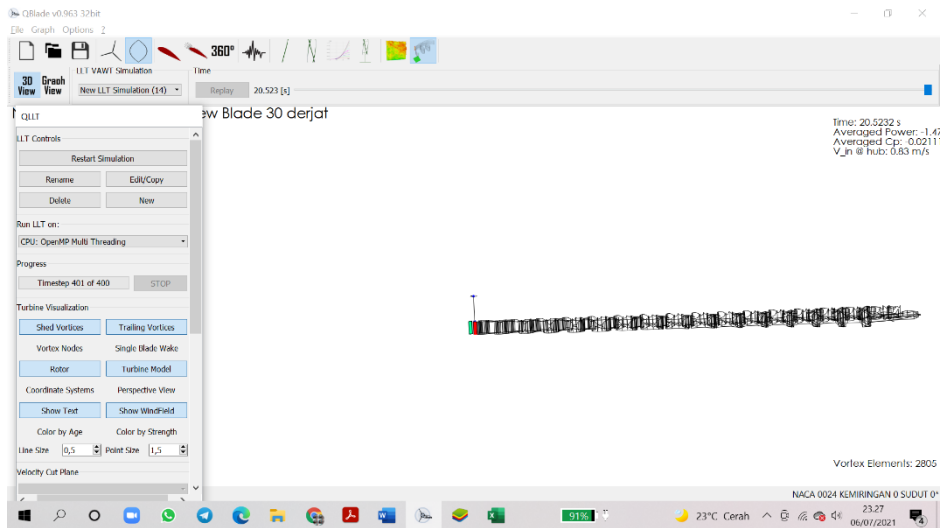 QBlade v0.963 32bit
File Graph Options ?
360°
LLT VAWT Simulation
Time
3D View
Graph View
New LLT Simulation (14)
Replay
20.523 [s]
ew Blade 30 derjat
QLLT
Time: 20.5232 s
Averaged Power: -1.47
Averaged Cp: -0.0211
V_in @ hub: 0.83 m/s
LLT Controls
Restart Simulation
Rename
Edit/Copy
Delete
New
Run LLT on:
CPU: OpenMP Multi Threading
Progress
Timestep 401 of 400
STOP
Turbine Visualization
Shed Vortices
Trailing Vortices
Vortex Nodes
Single Blade Wake
Rotor
Turbine Model
Coordinate Systems
Perspective View
Show Text
Show WindField
Color by Age
Color by Strength
Line Size
0,5
Point Size
1,5
Velocity Cut Plane
Vortex Elements: 2805
NACA 0024 KEMIRINGAN 0 SUDUT 0°
91%
23°C Cerah
23.27
06/07/2021
4